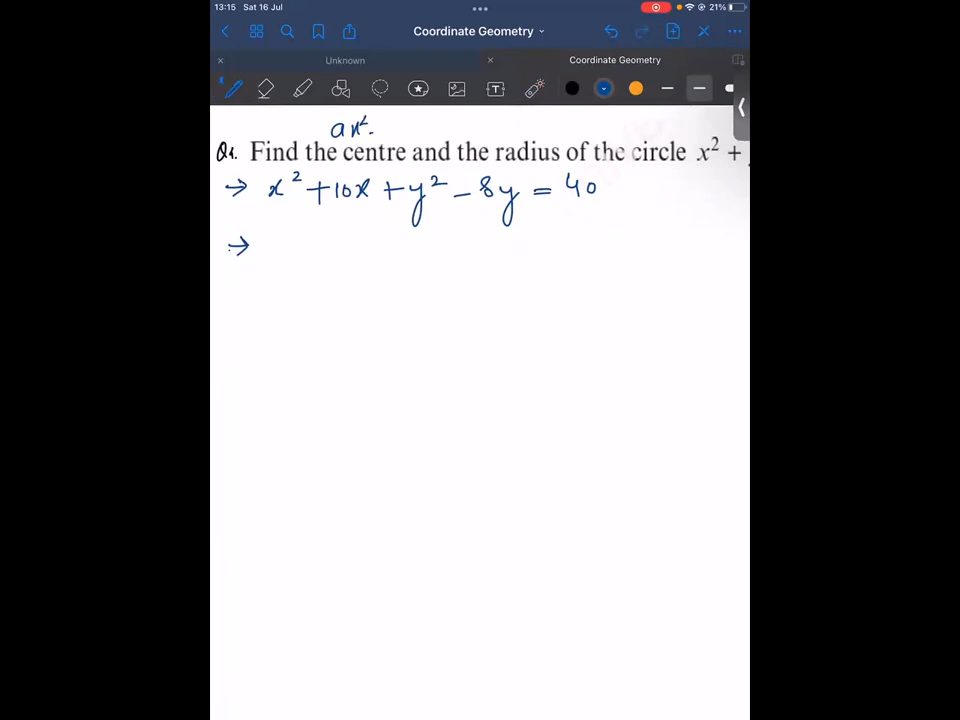 13:15 Sat 16 Jul 21%
Coordinate Geometry
Unknown Coordinate Geometry
ax².
Q1. Find the centre and the radius of the circle x² +
→ x² + 10x + y² - 8y = 40
→